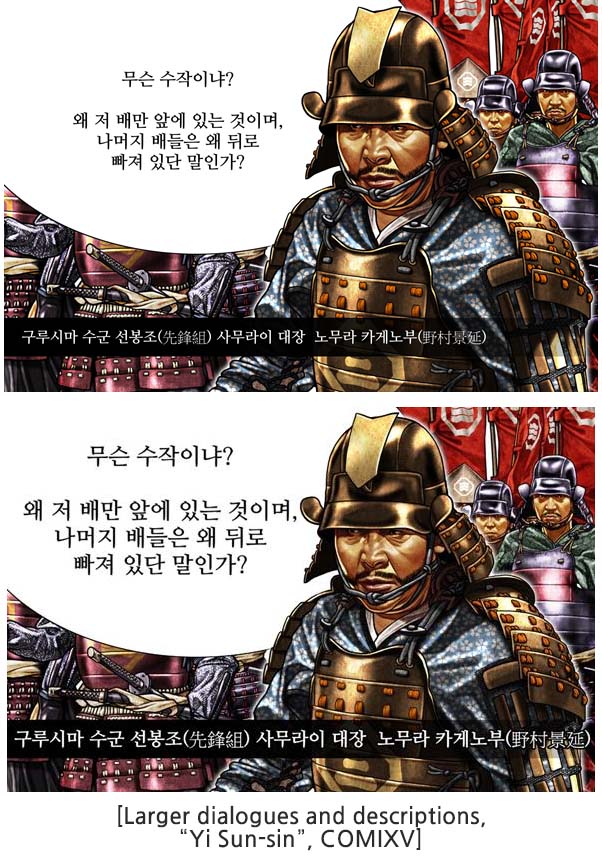 무슨 수작이냐?
왜 저 배만 앞에 있는 것이며,
나머지 배들은 왜 뒤로
빠져 있단 말인가?
구루시마 수군 선봉조(先鋒組) 사무라이 대장 노무라 카게노부(野村景延)
무슨 수작이냐?
왜 저 배만 앞에 있는 것이며,
나머지 배들은 왜 뒤로
빠져 있단 말인가?
구루시마 수군 선봉조(先鋒組) 사무라이 대장 노무라 카게노부(野村景延)
[Larger dialogues and descriptions,
“Yi Sun-sin”, COMIXV]